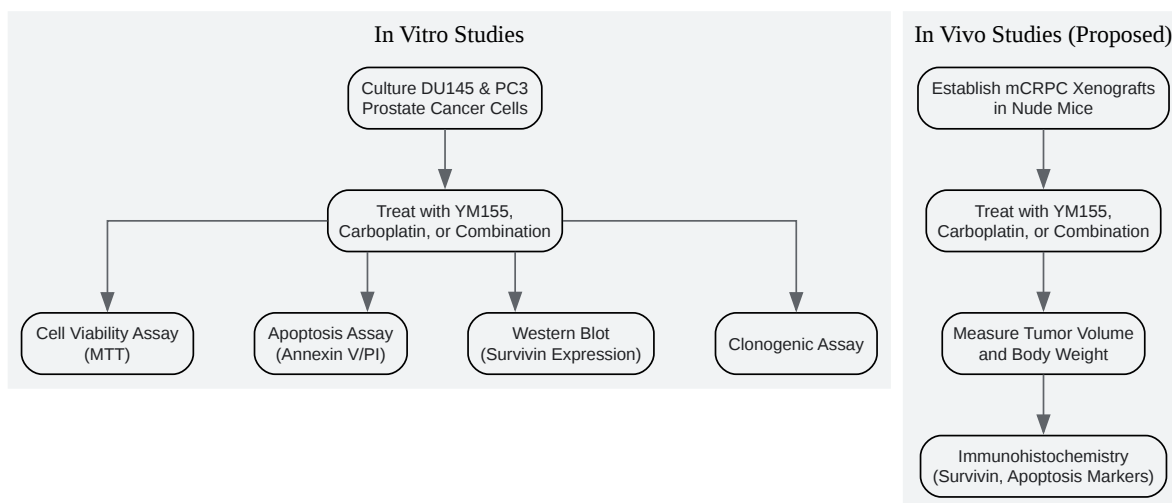 In Vitro Studies
Culture DU145 & PC3
Prostate Cancer Cells
Treat with YM155,
Carboplatin, or Combination
Cell Viability Assay
(MTT)
Apoptosis Assay
(Annexin V/PI)
Western Blot
(Survivin Expression)
Clonogenic Assay
In Vivo Studies (Proposed)
Establish mCRPC Xenografts
in Nude Mice
Treat with YM155,
Carboplatin, or Combination
Measure Tumor Volume
and Body Weight
Immunohistochemistry
(Survivin, Apoptosis Markers)